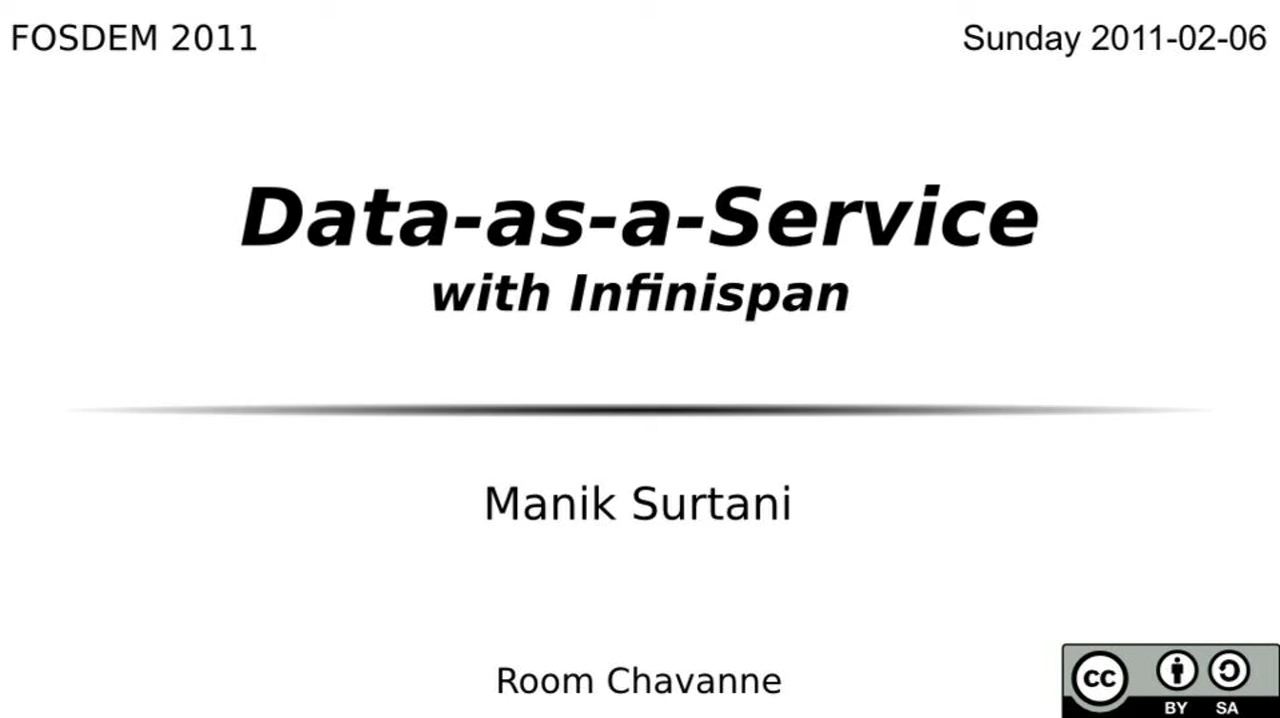 FOSDEM 2011
Sunday 2011-02-06
Data-as-a-Service
with Infinispan
Manik Surtani
Room Chavanne
CC BY SA